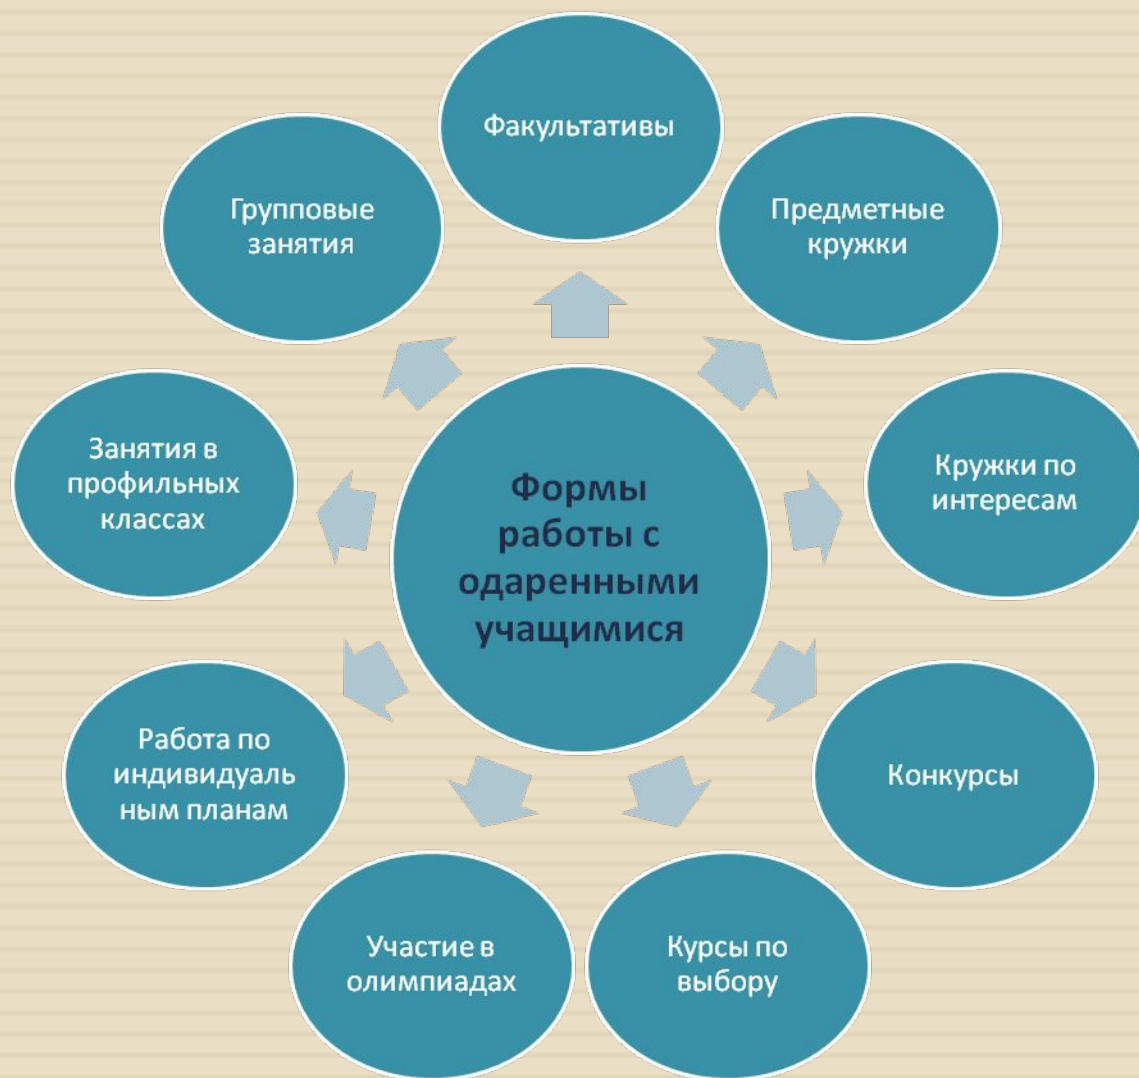 Факультативы
Предметные
кружки
Кружки по
интересам
Конкурсы
Курсы по
выбору
Участие в
олимпиадах
Работа по
индивидуаль
ным планам
Занятия в
профильных
классах
Групповые
занятия
Формы
работы с
одаренными
учащимися